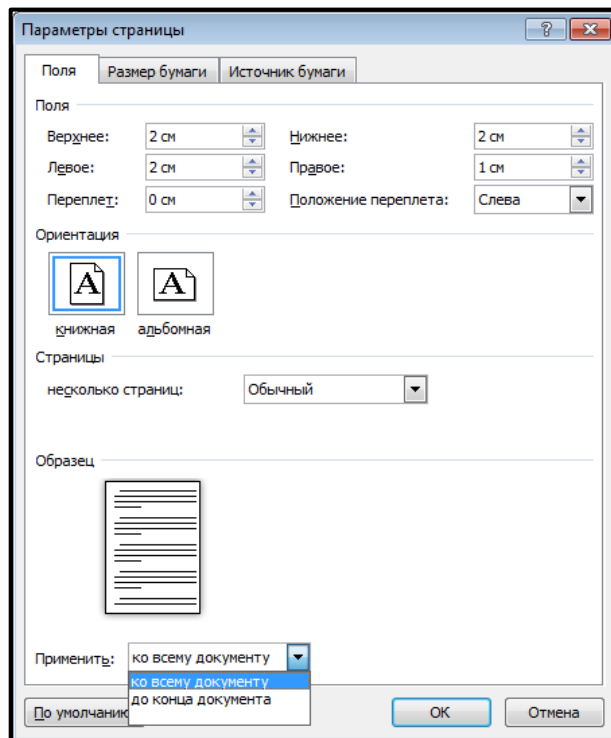 Параметры страницы
Поля Размер бумаги Источник бумаги
Поля
Верхнее: 2 см Нижнее: 2 см
Левое: 2 см Правое: 1 см
Переплет: 0 см Положение переплета: Слева
Ориентация
A A
книжная альбомная
Страницы
несколько страниц: Обычный
Образец
Применить: ко всему документу
ко всему документу
до конца документа
По умолчанию ОК Отмена